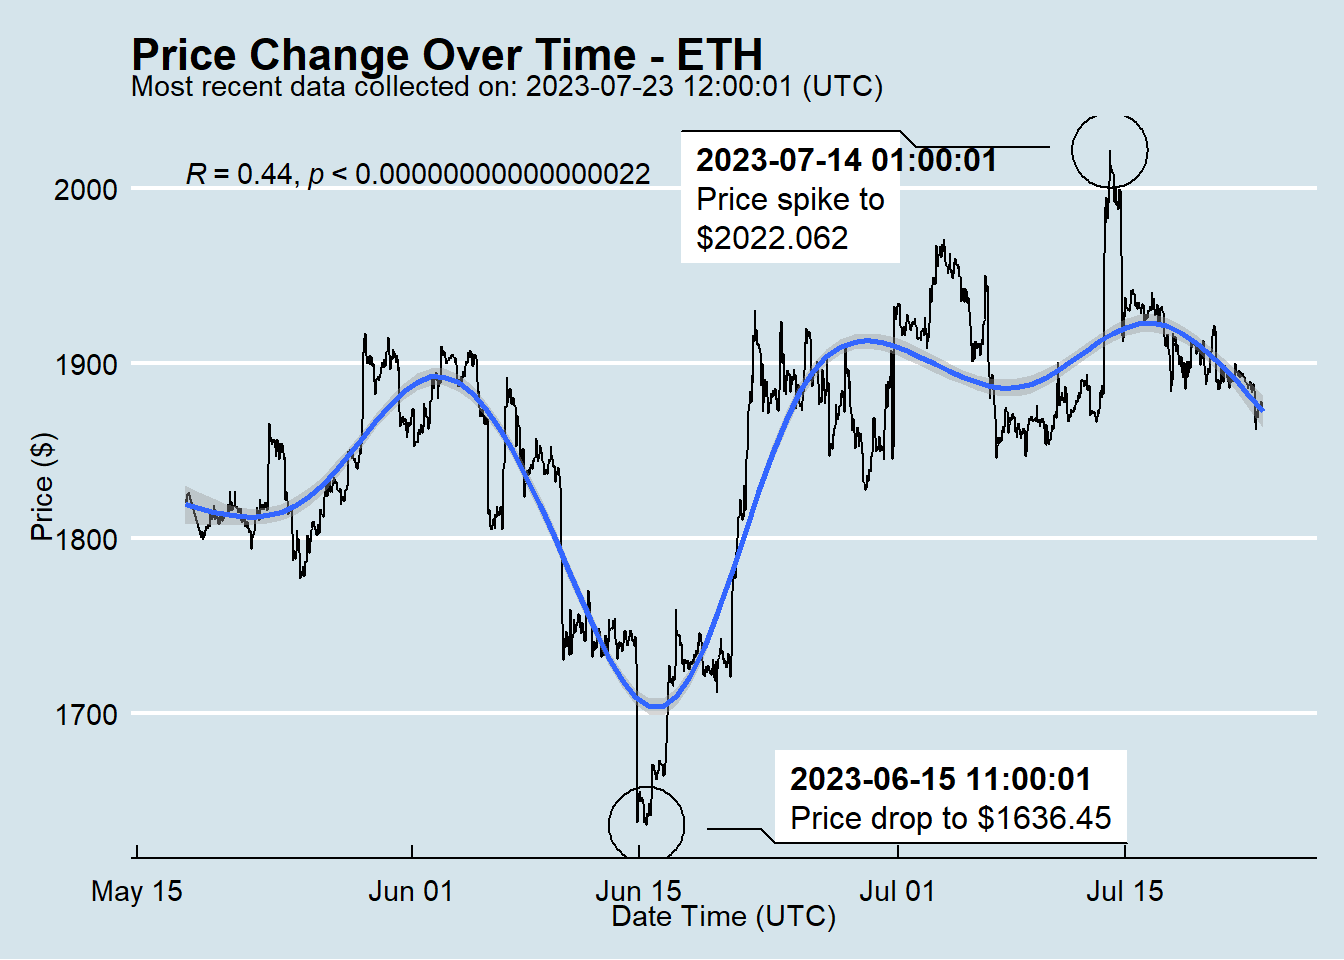 Price Change Over Time - ETH
Most recent data collected on: 2023-07-23 12:00:01 (UTC)
R = 0.44, p < 0.00000000000000022
2023-07-14 01:00:01
Price spike to
$2022.062
2000
1900
1800
1700
Price ($)
2023-06-15 11:00:01
Price drop to $1636.45
May 15
Jun 01
Jun 15
Jul 01
Jul 15
Date Time (UTC)